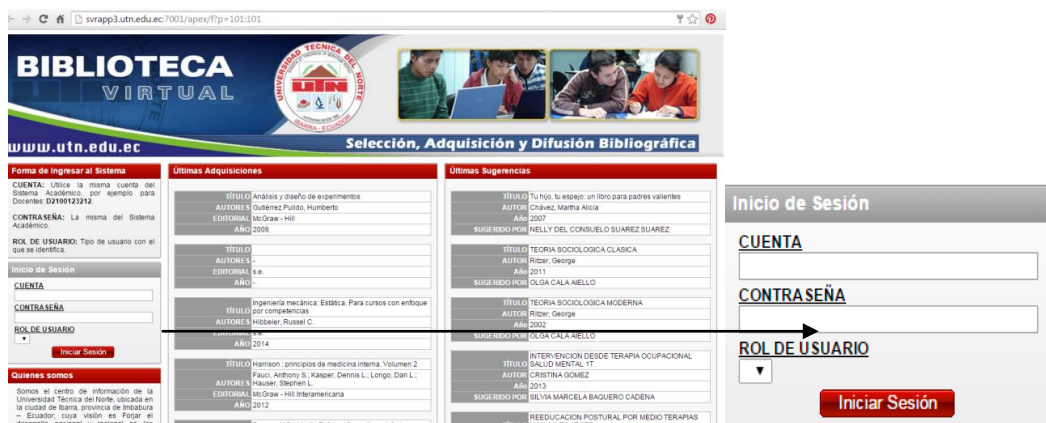 svrapp3.utn.edu.ec:7001/apex/f?p=101:101
BIBLIOTECA
VIRTUAL
UNIVERSIDAD TECNICA DEL NORTE
UTN
IBARRA - ECUADOR
www.utn.edu.ec
Selección, Adquisición y Difusión Bibliográfica
Forma de Ingresar al Sistema
CUENTA: Utilice la misma cuenta del
Sistema Académico, por ejemplo para
Docentes: D2100123212.
CONTRASEÑA: La misma del Sistema
Académico.
ROL DE USUARIO: Tipo de usuario con el
que se identifica.
Inicio de Sesión
CUENTA
CONTRASEÑA
ROL DE USUARIO
Iniciar Sesión
Quienes somos
Somos el centro de información de la
Universidad Técnica del Norte, ubicada en
la ciudad de Ibarra, provincia de Imbabura
– Ecuador; cuya visión es Forjar el
Últimas Adquisiciones
TÍTULO Análisis y diseño de experimentos
AUTORES Gutiérrez Pulido, Humberto
EDITORIAL McGraw - Hill
AÑO 2008
TÍTULO
AUTORES -
EDITORIAL s.e.
AÑO -
TÍTULO Ingeniería mecánica: Estática. Para cursos con enfoque
por competencias
AUTORES Hibbeler, Russel C.
EDITORIAL s.e.
AÑO 2014
TÍTULO Harrison : principios de medicina interna. Volumen 2
AUTORES Fauci, Anthony S.; Kasper, Dennis L.; Longo, Dan L.;
Hauser, Stephen L.
EDITORIAL McGraw - Hill Interamericana
AÑO 2012
Últimas Sugerencias
TÍTULO Tu hijo, tu espejo: un libro para padres valientes
AUTOR Chávez, Martha Alicia
Año 2007
SUGERIDO POR NELLY DEL CONSUELO SUAREZ SUAREZ
TÍTULO TEORIA SOCIOLOGICA CLASICA
AUTOR Ritzer, George
Año 2011
SUGERIDO POR OLGA CALA AIELLO
TÍTULO TEORIA SOCIOLOGICA MODERNA
AUTOR Ritzer, George
Año 2002
SUGERIDO POR OLGA CALA AIELLO
TÍTULO INTERVENCION DESDE TERAPIA OCUPACIONAL
SALUD MENTAL 1T
AUTOR CRISTINA GOMEZ
Año 2013
SUGERIDO POR SILVIA MARCELA BAQUERO CADENA
REEDUCACION POSTURAL POR MEDIO TERAPIAS
Inicio de Sesión
CUENTA
CONTRASEÑA
ROL DE USUARIO
Iniciar Sesión